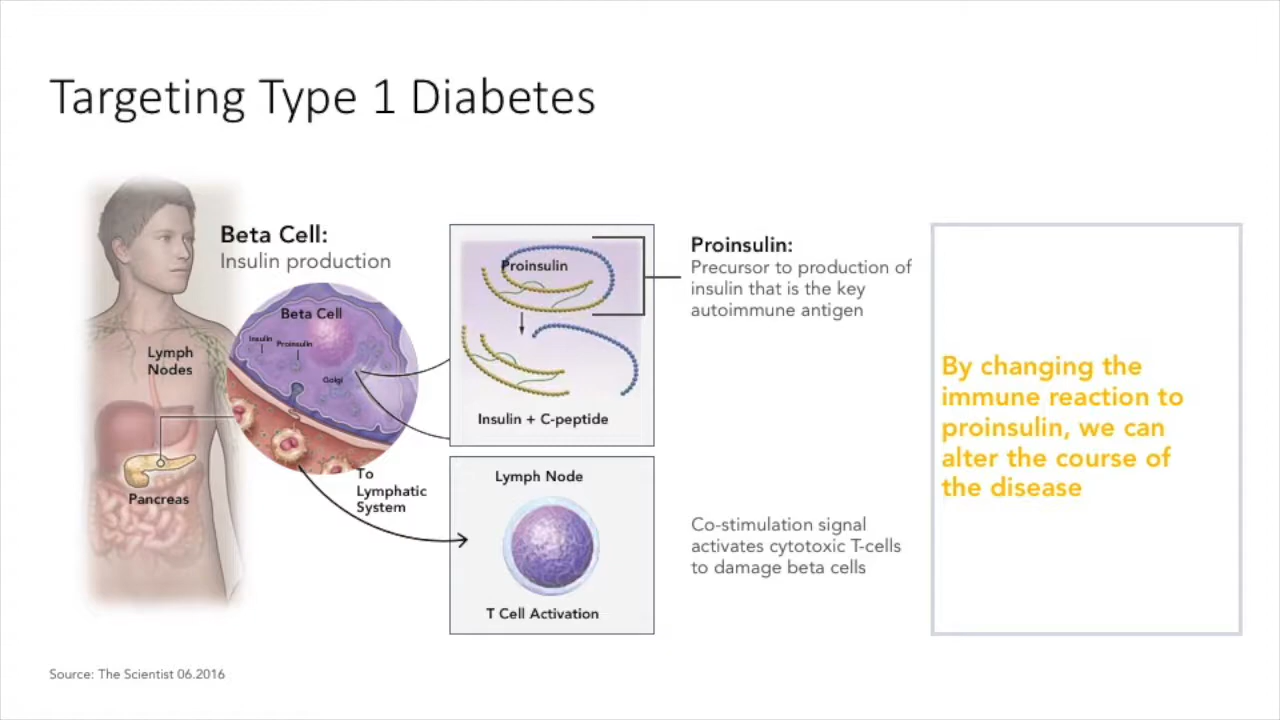 Targeting Type 1 Diabetes
Beta Cell:
Insulin production
Lymph
Nodes
Pancreas
Beta Cell
Insulin
Proinsulin
Golgi
To
Lymphatic
System
Proinsulin
Insulin + C-peptide
Lymph Node
T Cell Activation
Proinsulin:
Precursor to production of
insulin that is the key
autoimmune antigen
Co-stimulation signal
activates cytotoxic T-cells
to damage beta cells
By changing the
immune reaction to
proinsulin, we can
alter the course of
the disease
Source: The Scientist 06.2016